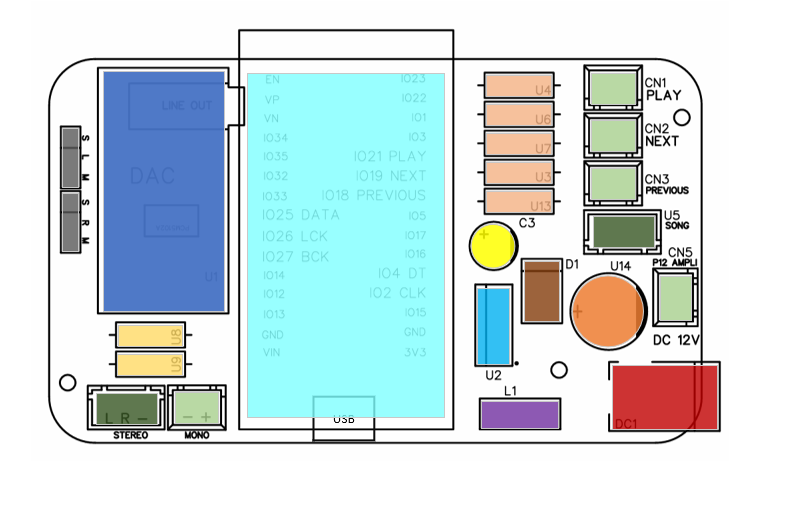 LINE OUT
DAC
U1
S
L
M
S
R
M
EN
VP
VN
IO34
IO35
IO32
IO33
IO25 DATA
IO26 LCK
IO27 BCK
IO14
IO12
IO13
GND
VIN
IO23
IO22
IO1
IO3
IO21 PLAY
IO19 NEXT
IO18 PREVIOUS
IO5
IO17
IO16
IO4 DT
IO2 CLK
IO15
GND
3V3
USB
U4
U6
U7
U3
U13
C3
+
D1
U2
L1
U14
+
CN1
PLAY
CN2
NEXT
CN3
PREVIOUS
U5
SONG
CN5
P12 AMPLI
DC 12V
DC1
U8
U9
L R -
STEREO
- +
MONO